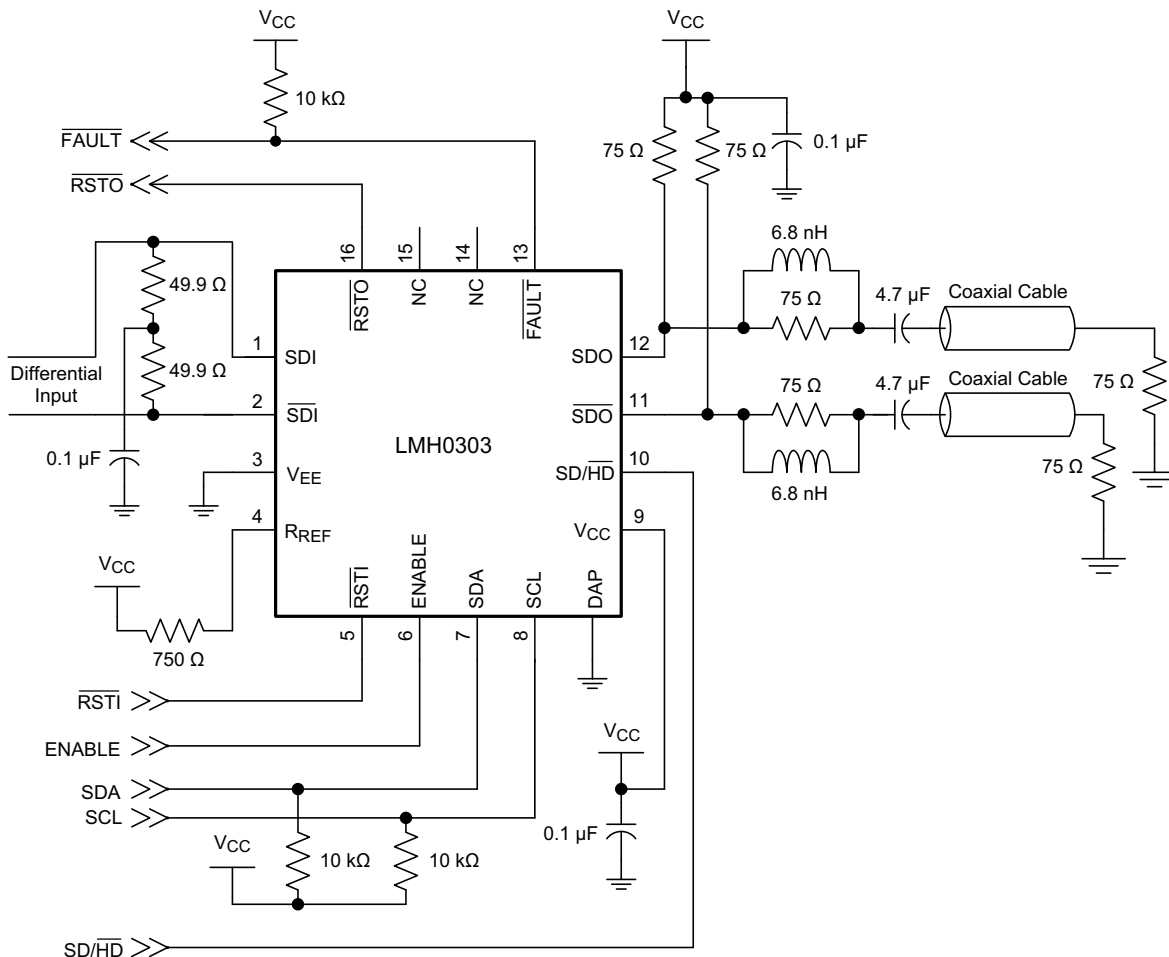 VCC
VCC
10 kΩ
FAULT
75 Ω
75 Ω
0.1 µF
RSTO
6.8 nH
16
15
14
13
49.9 Ω
RSTO
NC
NC
FAULT
75 Ω
4.7 µF
Coaxial Cable
1
SDI
SDO
12
Differential
Input
49.9 Ω
75 Ω
4.7 µF
Coaxial Cable
75 Ω
2
SDI
SDO
11
LMH0303
0.1 µF
3
VEE
SD/HD
10
6.8 nH
75 Ω
4
RREF
VCC
9
VCC
RSTI
ENABLE
SDA
SCL
DAP
750 Ω
5
6
7
8
RSTI
ENABLE
VCC
SDA
SCL
0.1 µF
VCC
10 kΩ
10 kΩ
SD/HD